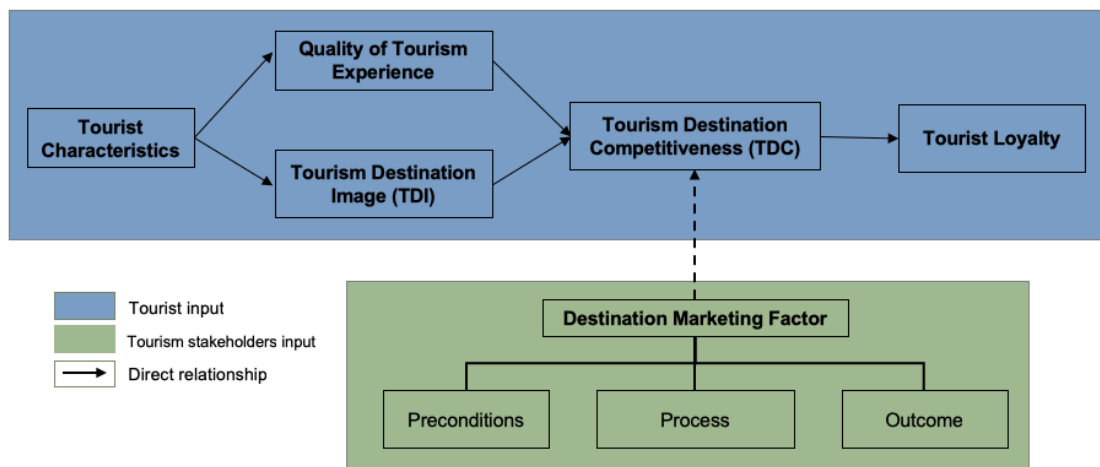 Quality of Tourism
Experience
Tourist
Characteristics
Tourism Destination
Competitiveness (TDC)
Tourist Loyalty
Tourism Destination
Image (TDI)
Tourist input
Tourism stakeholders input
Direct relationship
Destination Marketing Factor
Preconditions
Process
Outcome